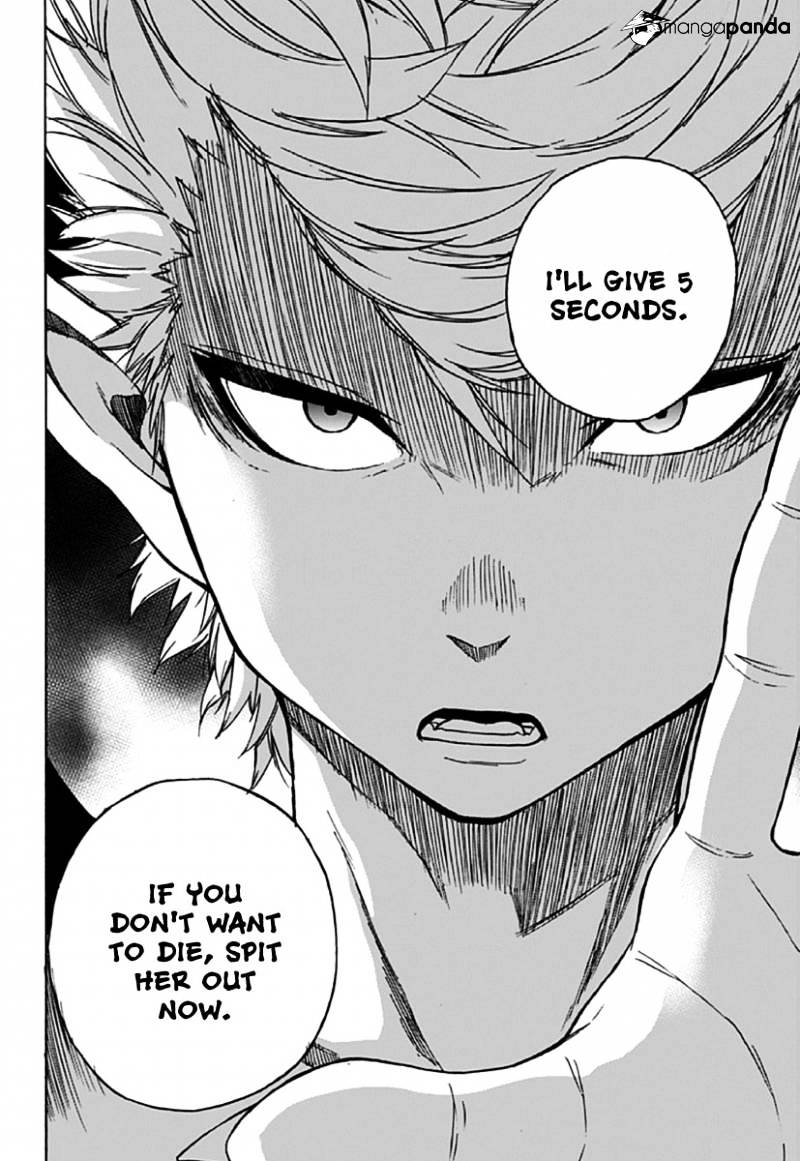 mangapanda
I'LL GIVE 5
SECONDS.
IF YOU
DON'T WANT
TO DIE, SPIT
HER OUT
NOW.